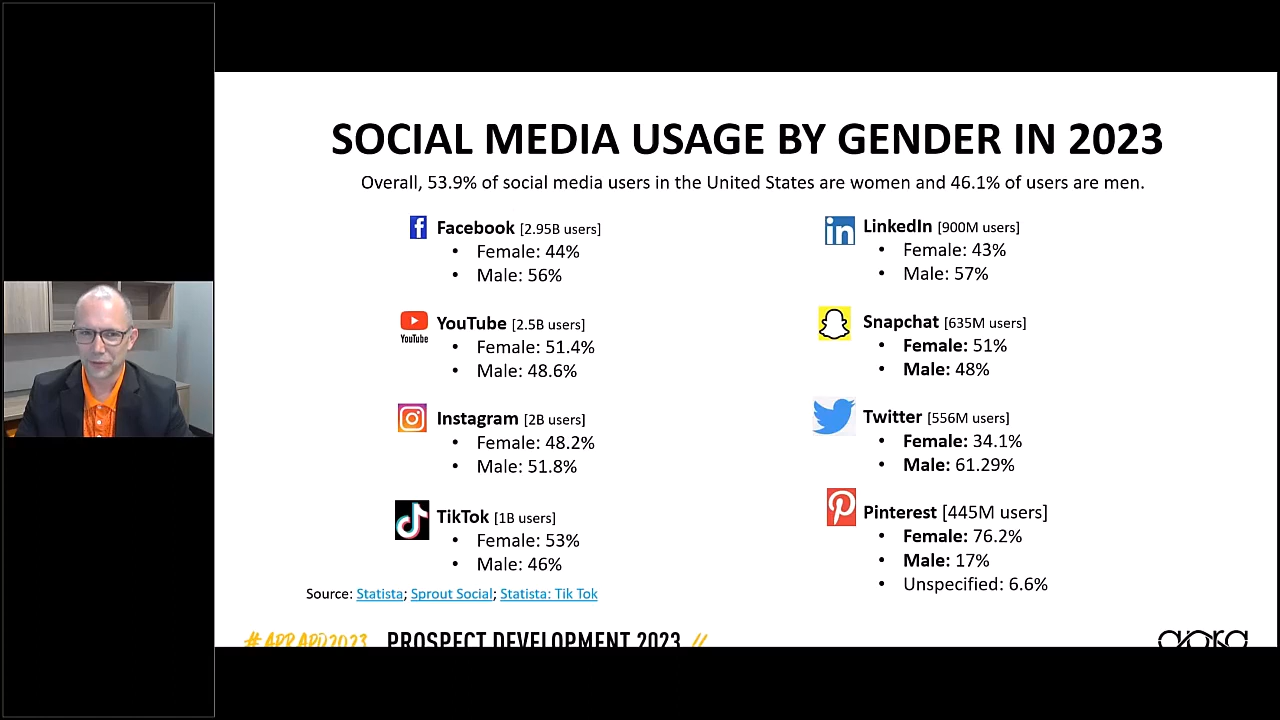 SOCIAL MEDIA USAGE BY GENDER IN 2023
Overall, 53.9% of social media users in the United States are women and 46.1% of users are men.
Facebook [2.95B users]
• Female: 44%
• Male: 56%
YouTube
YouTube [2.5B users]
• Female: 51.4%
• Male: 48.6%
Instagram [2B users]
• Female: 48.2%
• Male: 51.8%
TikTok [1B users]
• Female: 53%
• Male: 46%
Source: Statista; Sprout Social; Statista: Tik Tok
in
LinkedIn [900M users]
• Female: 43%
• Male: 57%
Snapchat [635M users]
• Female: 51%
• Male: 48%
Twitter [556M users]
• Female: 34.1%
• Male: 61.29%
Pinterest [445M users]
• Female: 76.2%
• Male: 17%
• Unspecified: 6.6%
#APRAPD2023 PROSPECT DEVELOPMENT 2023 //
apra